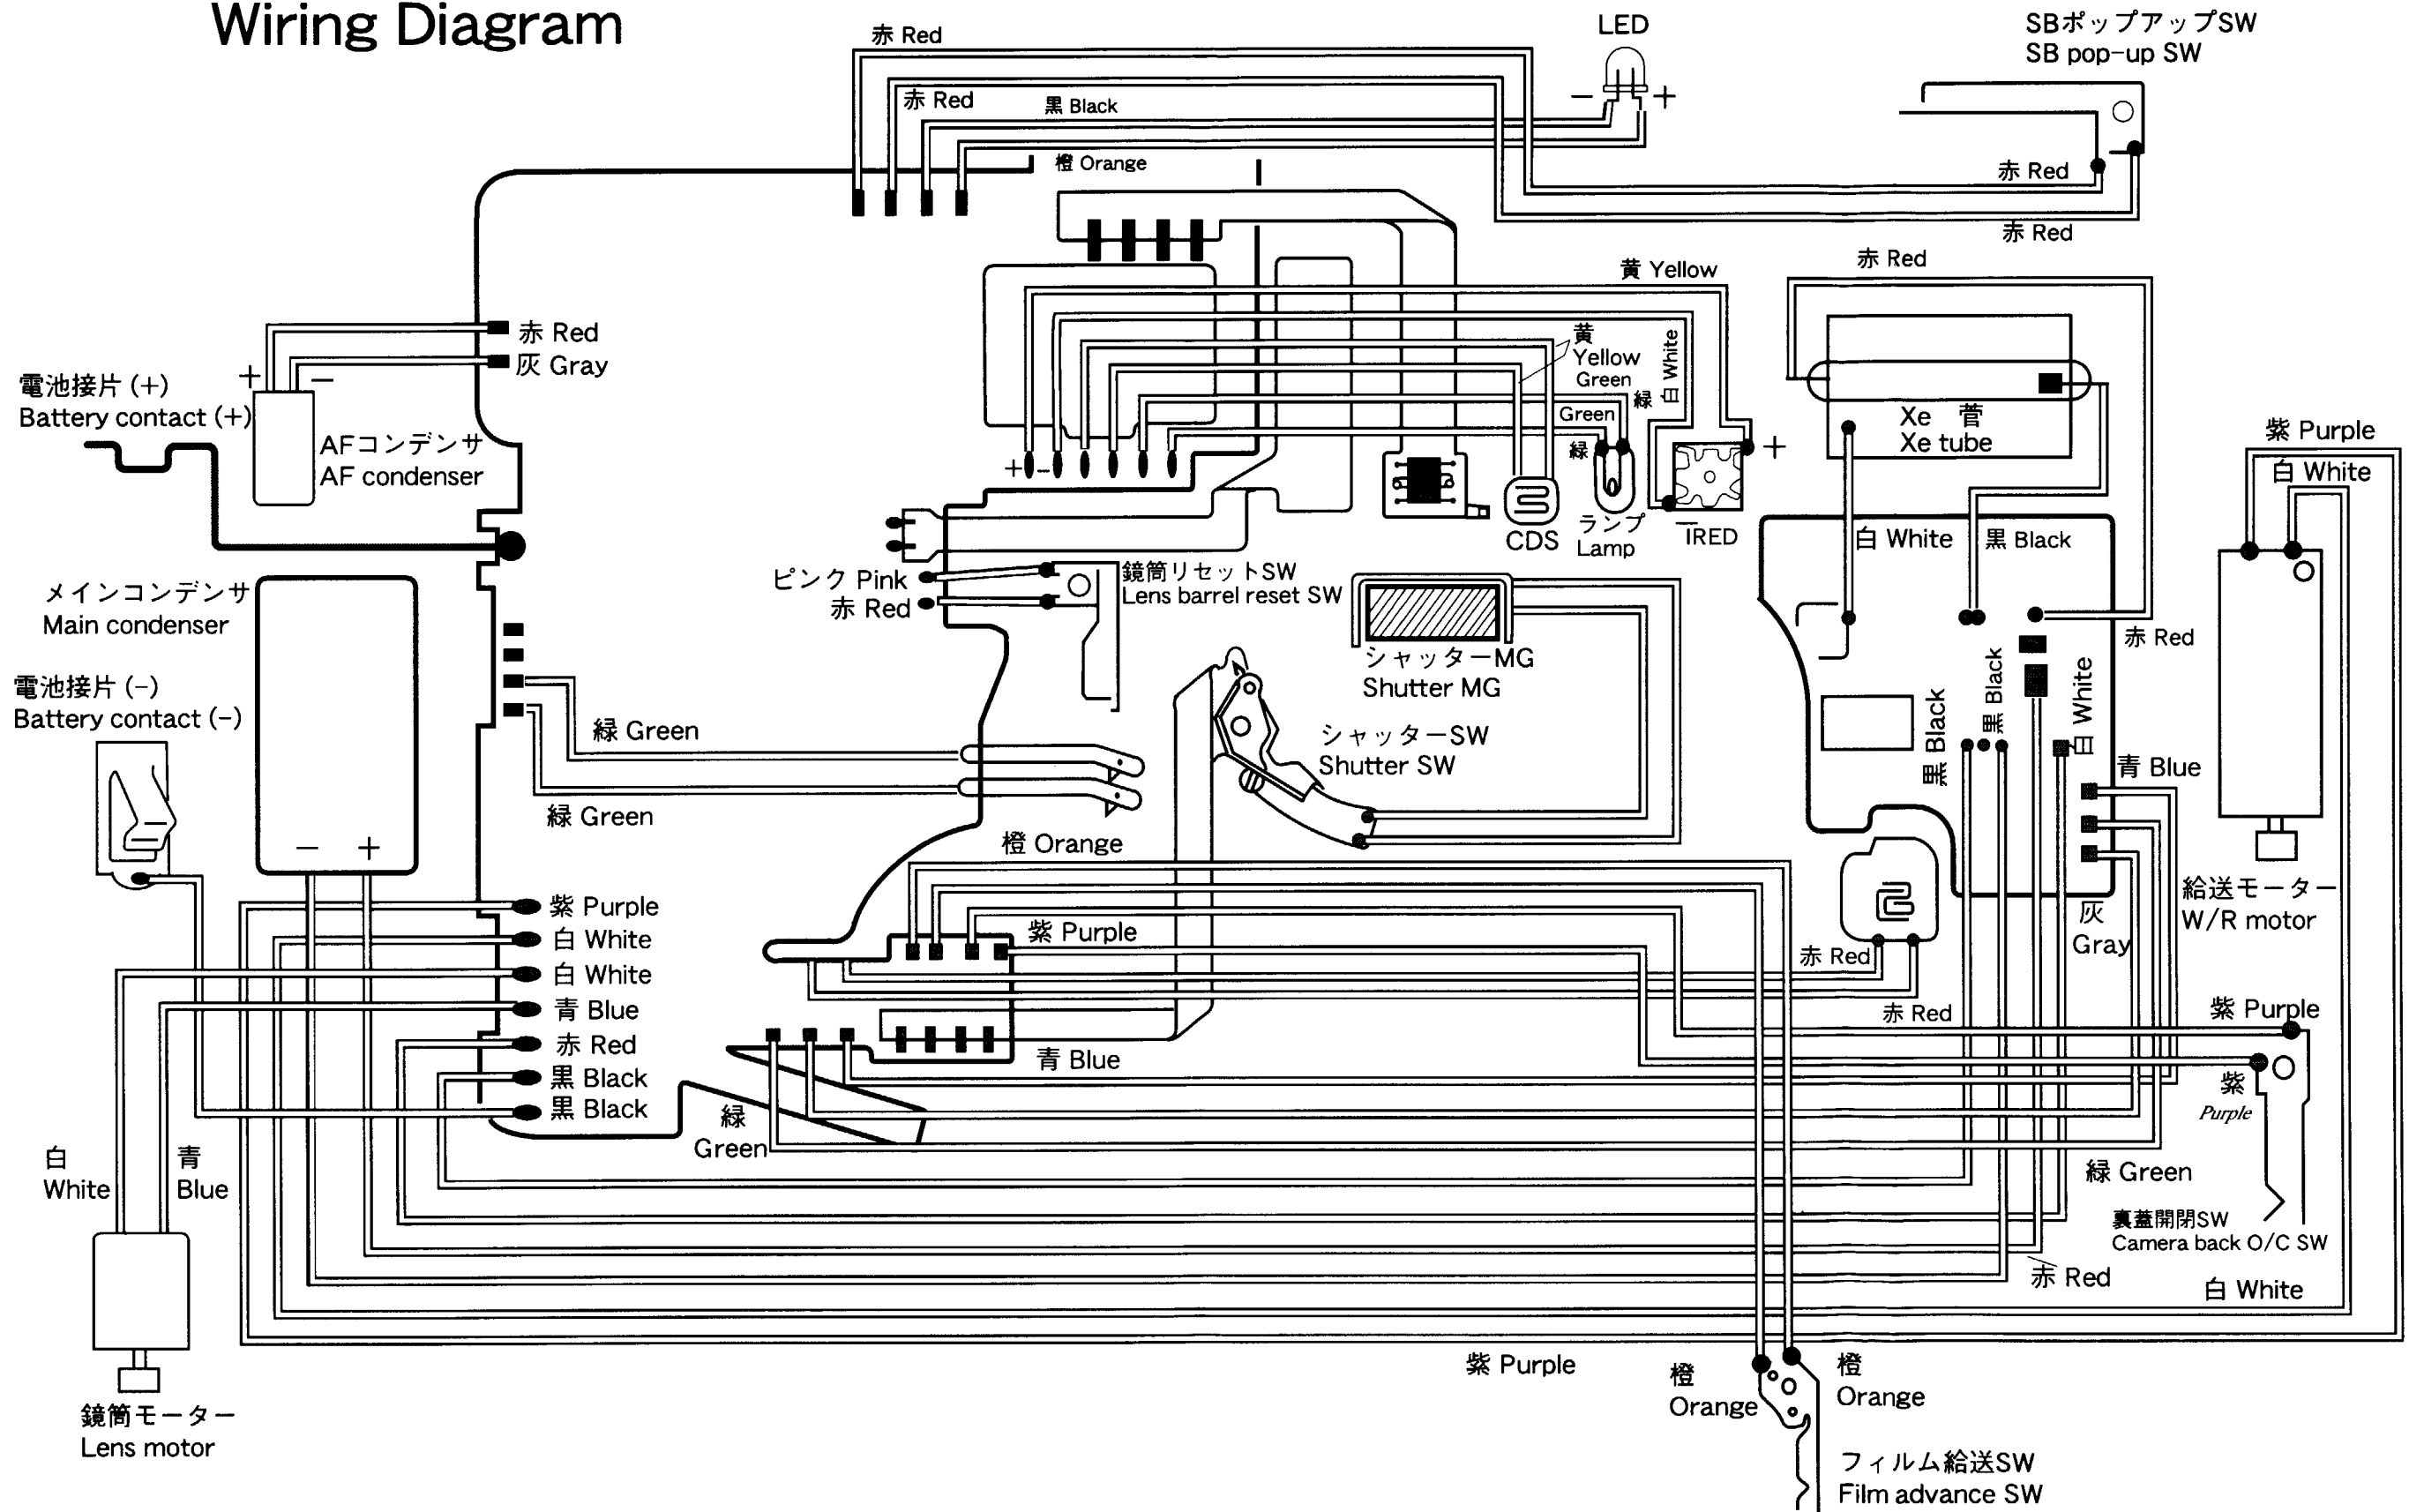 Wiring Diagram
赤 Red
LED
SBポップアップSW
SB pop-up SW
赤 Red
黒 Black
− +
橙 Orange
赤 Red
赤 Red
黄 Yellow
赤 Red
赤 Red
灰 Gray
+ −
黄
Yellow
Green
白 White
緑
Green
緑
電池接片 (+)
Battery contact (+)
AFコンデンサ
AF condenser
+ −
+
−
IRED
CDS
ランプ
Lamp
Xe 菅
Xe tube
紫 Purple
白 White
白 White
黒 Black
ピンク Pink
赤 Red
鏡筒リセットSW
Lens barrel reset SW
メインコンデンサ
Main condenser
シャッターMG
Shutter MG
赤 Red
電池接片 (-)
Battery contact (-)
緑 Green
シャッターSW
Shutter SW
黒 Black
黒 Black
白 White
青 Blue
緑 Green
− +
橙 Orange
給送モーター
W/R motor
紫 Purple
白 White
白 White
青 Blue
赤 Red
黒 Black
黒 Black
紫 Purple
灰
Gray
赤 Red
赤 Red
紫 Purple
青 Blue
紫
Purple
緑
Green
白
White
青
Blue
緑 Green
裏蓋開閉SW
Camera back O/C SW
赤 Red
白 White
紫 Purple
橙
Orange
橙
Orange
鏡筒モーター
Lens motor
フィルム給送SW
Film advance SW